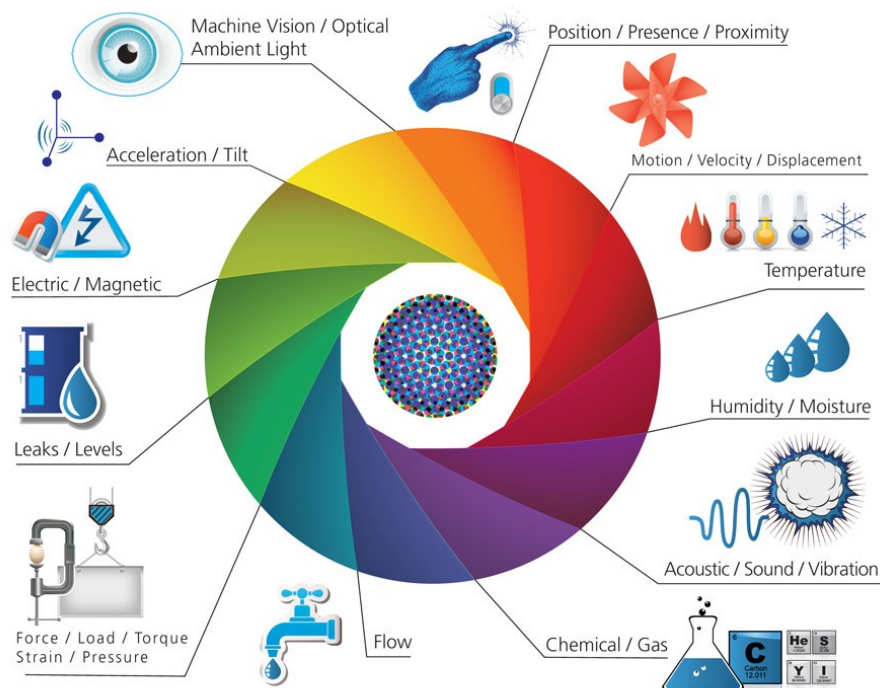 Machine Vision / Optical
Ambient Light
Position / Presence / Proximity
Acceleration / Tilt
Motion / Velocity / Displacement
Electric / Magnetic
Temperature
Leaks / Levels
Humidity / Moisture
Acoustic / Sound / Vibration
Force / Load / Torque
Strain / Pressure
Flow
Chemical / Gas
6
C
Carbon
12.011
He
S
Y
I